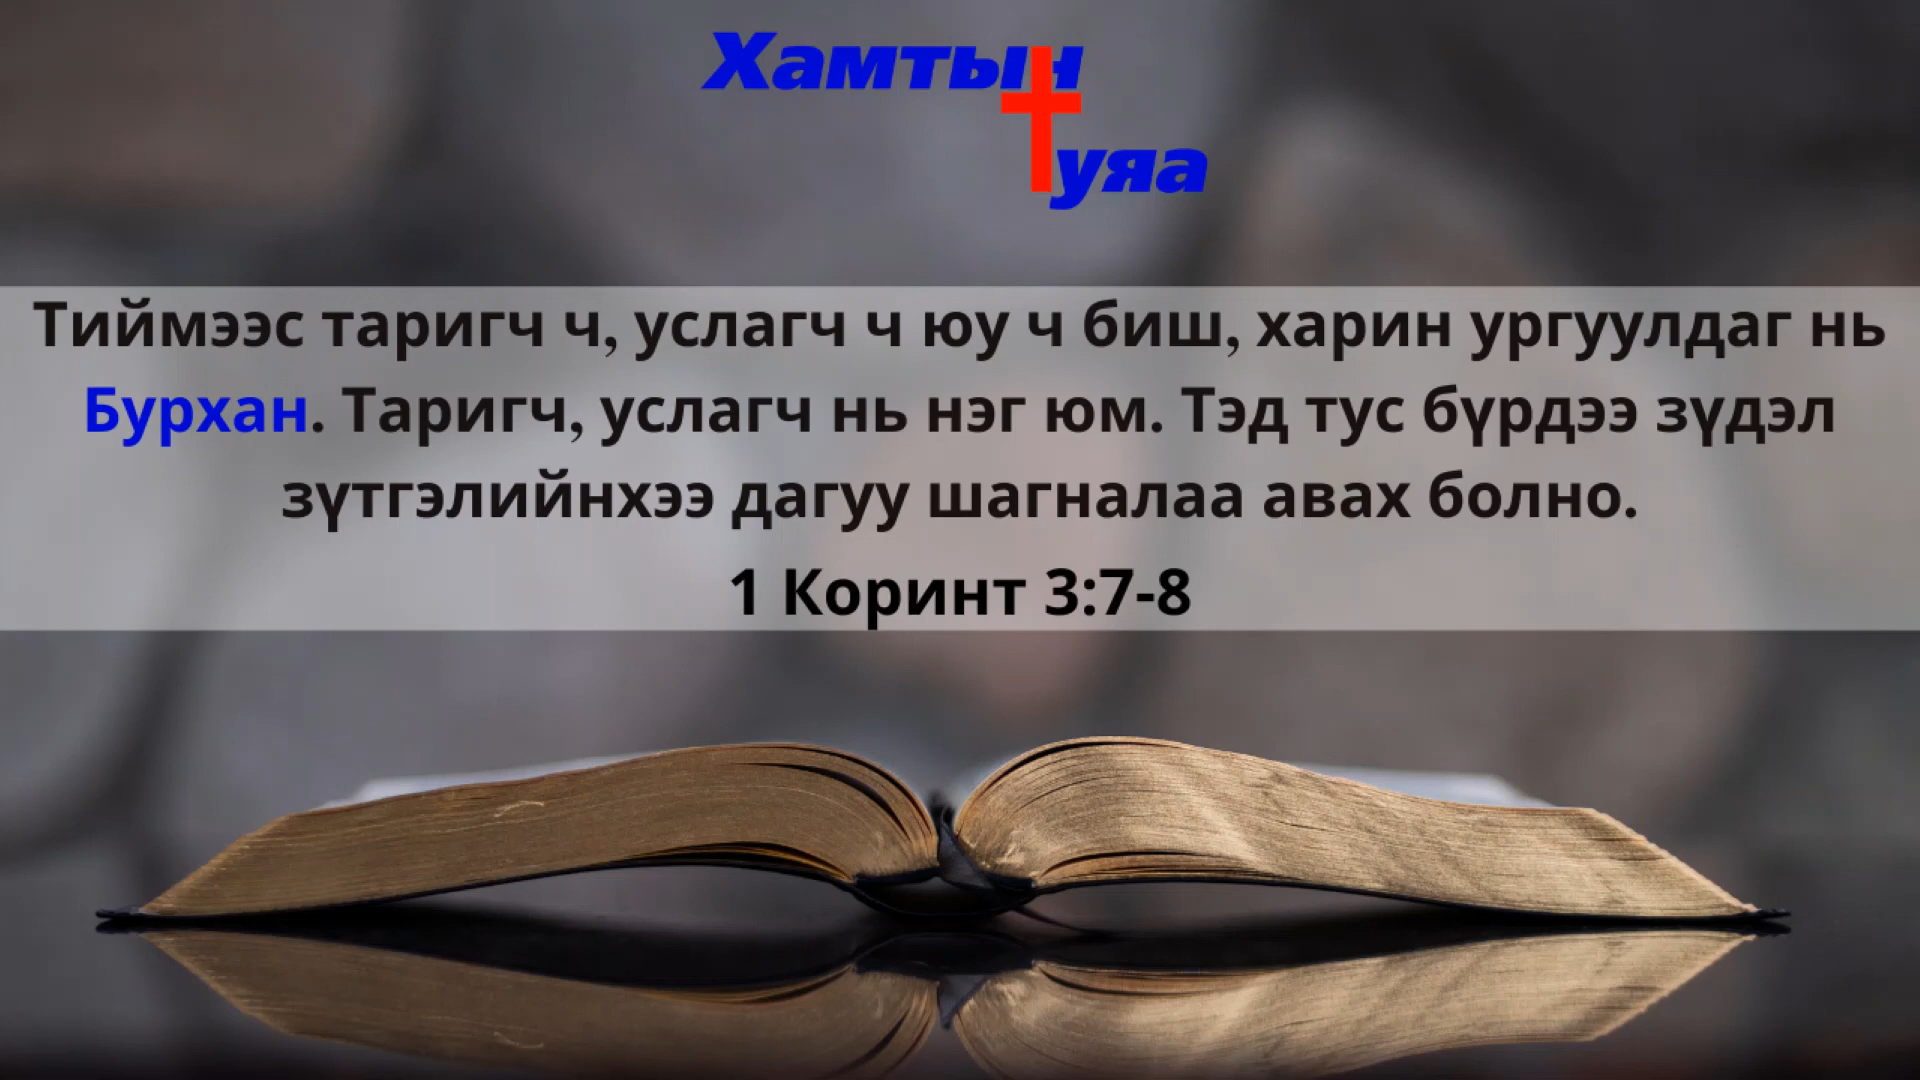 Хамтын
Туяа
Тиймээс таригч ч, услагч ч юу ч биш, харин ургуулдаг нь
Бурхан. Таригч, услагч нь нэг юм. Тэд тус бүрдээ зүдэл
зүтгэлийнхээ дагуу шагналаа авах болно.
1 Коринт 3:7-8